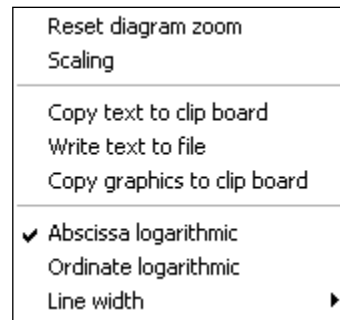 Reset diagram zoom
Scaling
Copy text to clip board
Write text to file
Copy graphics to clip board
Abscissa logarithmic
Ordinate logarithmic
Line width